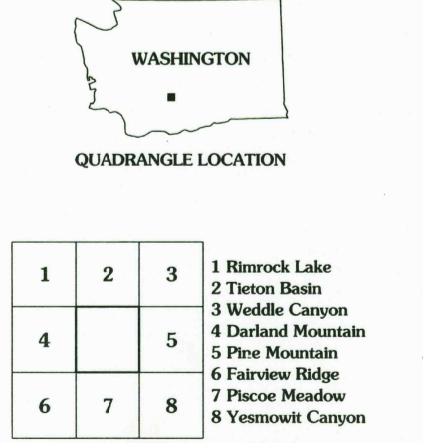 WASHINGTON
QUADRANGLE LOCATION
1 2 3
4 5
6 7 8
1 Rimrock Lake
2 Tieton Basin
3 Weddle Canyon
4 Darland Mountain
5 Pine Mountain
6 Fairview Ridge
7 Piscoe Meadow
8 Yesmowit Canyon